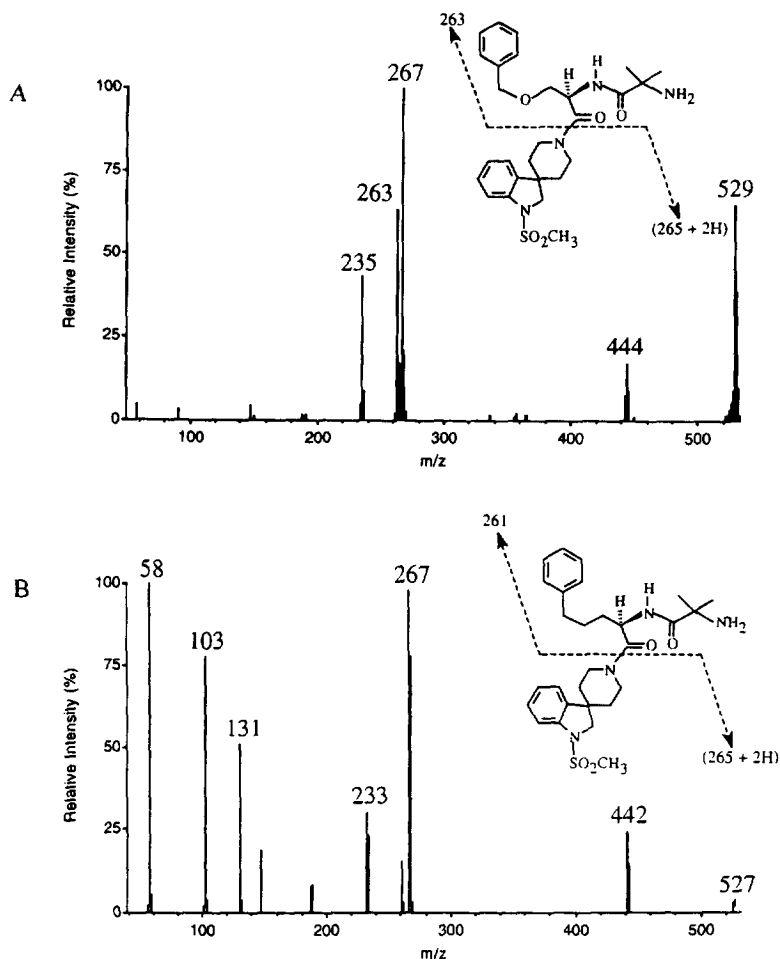 A
263
H
H
N
NH₂
O
O
O
N
N
SO₂CH₃
(265 + 2H)
100
75
50
25
0
Relative Intensity (%)
267
263
235
444
529
100
200
300
400
500
m/z
B
261
H
H
N
NH₂
O
O
N
N
SO₂CH₃
(265 + 2H)
100
75
50
25
0
Relative Intensity (%)
58
103
131
233
267
442
527
100
200
300
400
500
m/z